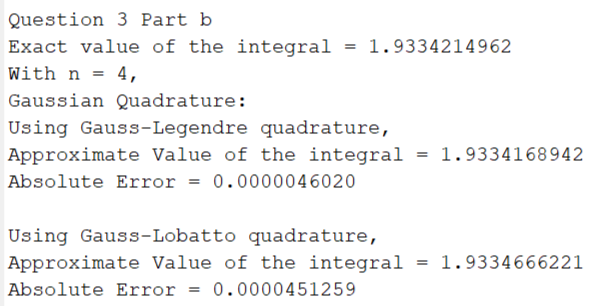 Question 3 Part b
Exact value of the integral = 1.9334214962
With n = 4,
Gaussian Quadrature:
Using Gauss-Legendre quadrature,
Approximate Value of the integral = 1.9334168942
Absolute Error = 0.0000046020
Using Gauss-Lobatto quadrature,
Approximate Value of the integral = 1.9334666221
Absolute Error = 0.0000451259